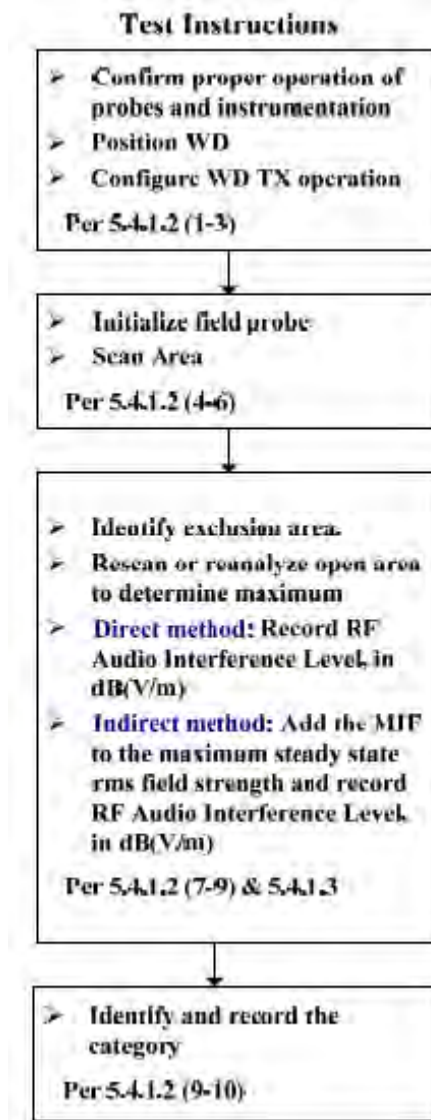 Test Instructions
➢ Confirm proper operation of
probes and instrumentation
➢ Position WD
➢ Configure WD TX operation
Per 5.4.1.2 (1-3)
➢ Initialize field probe
➢ Scan Area
Per 5.4.1.2 (4-6)
➢ Identify exclusion area.
➢ Rescan or reanalyze open area
to determine maximum
➢ Direct method: Record RF
Audio Interference Level, in
dB(V/m)
➢ Indirect method: Add the MIF
to the maximum steady state
rms field strength and record
RF Audio Interference Level,
in dB(V/m)
Per 5.4.1.2 (7-9) & 5.4.1.3
➢ Identify and record the
category
Per 5.4.1.2 (9-10)